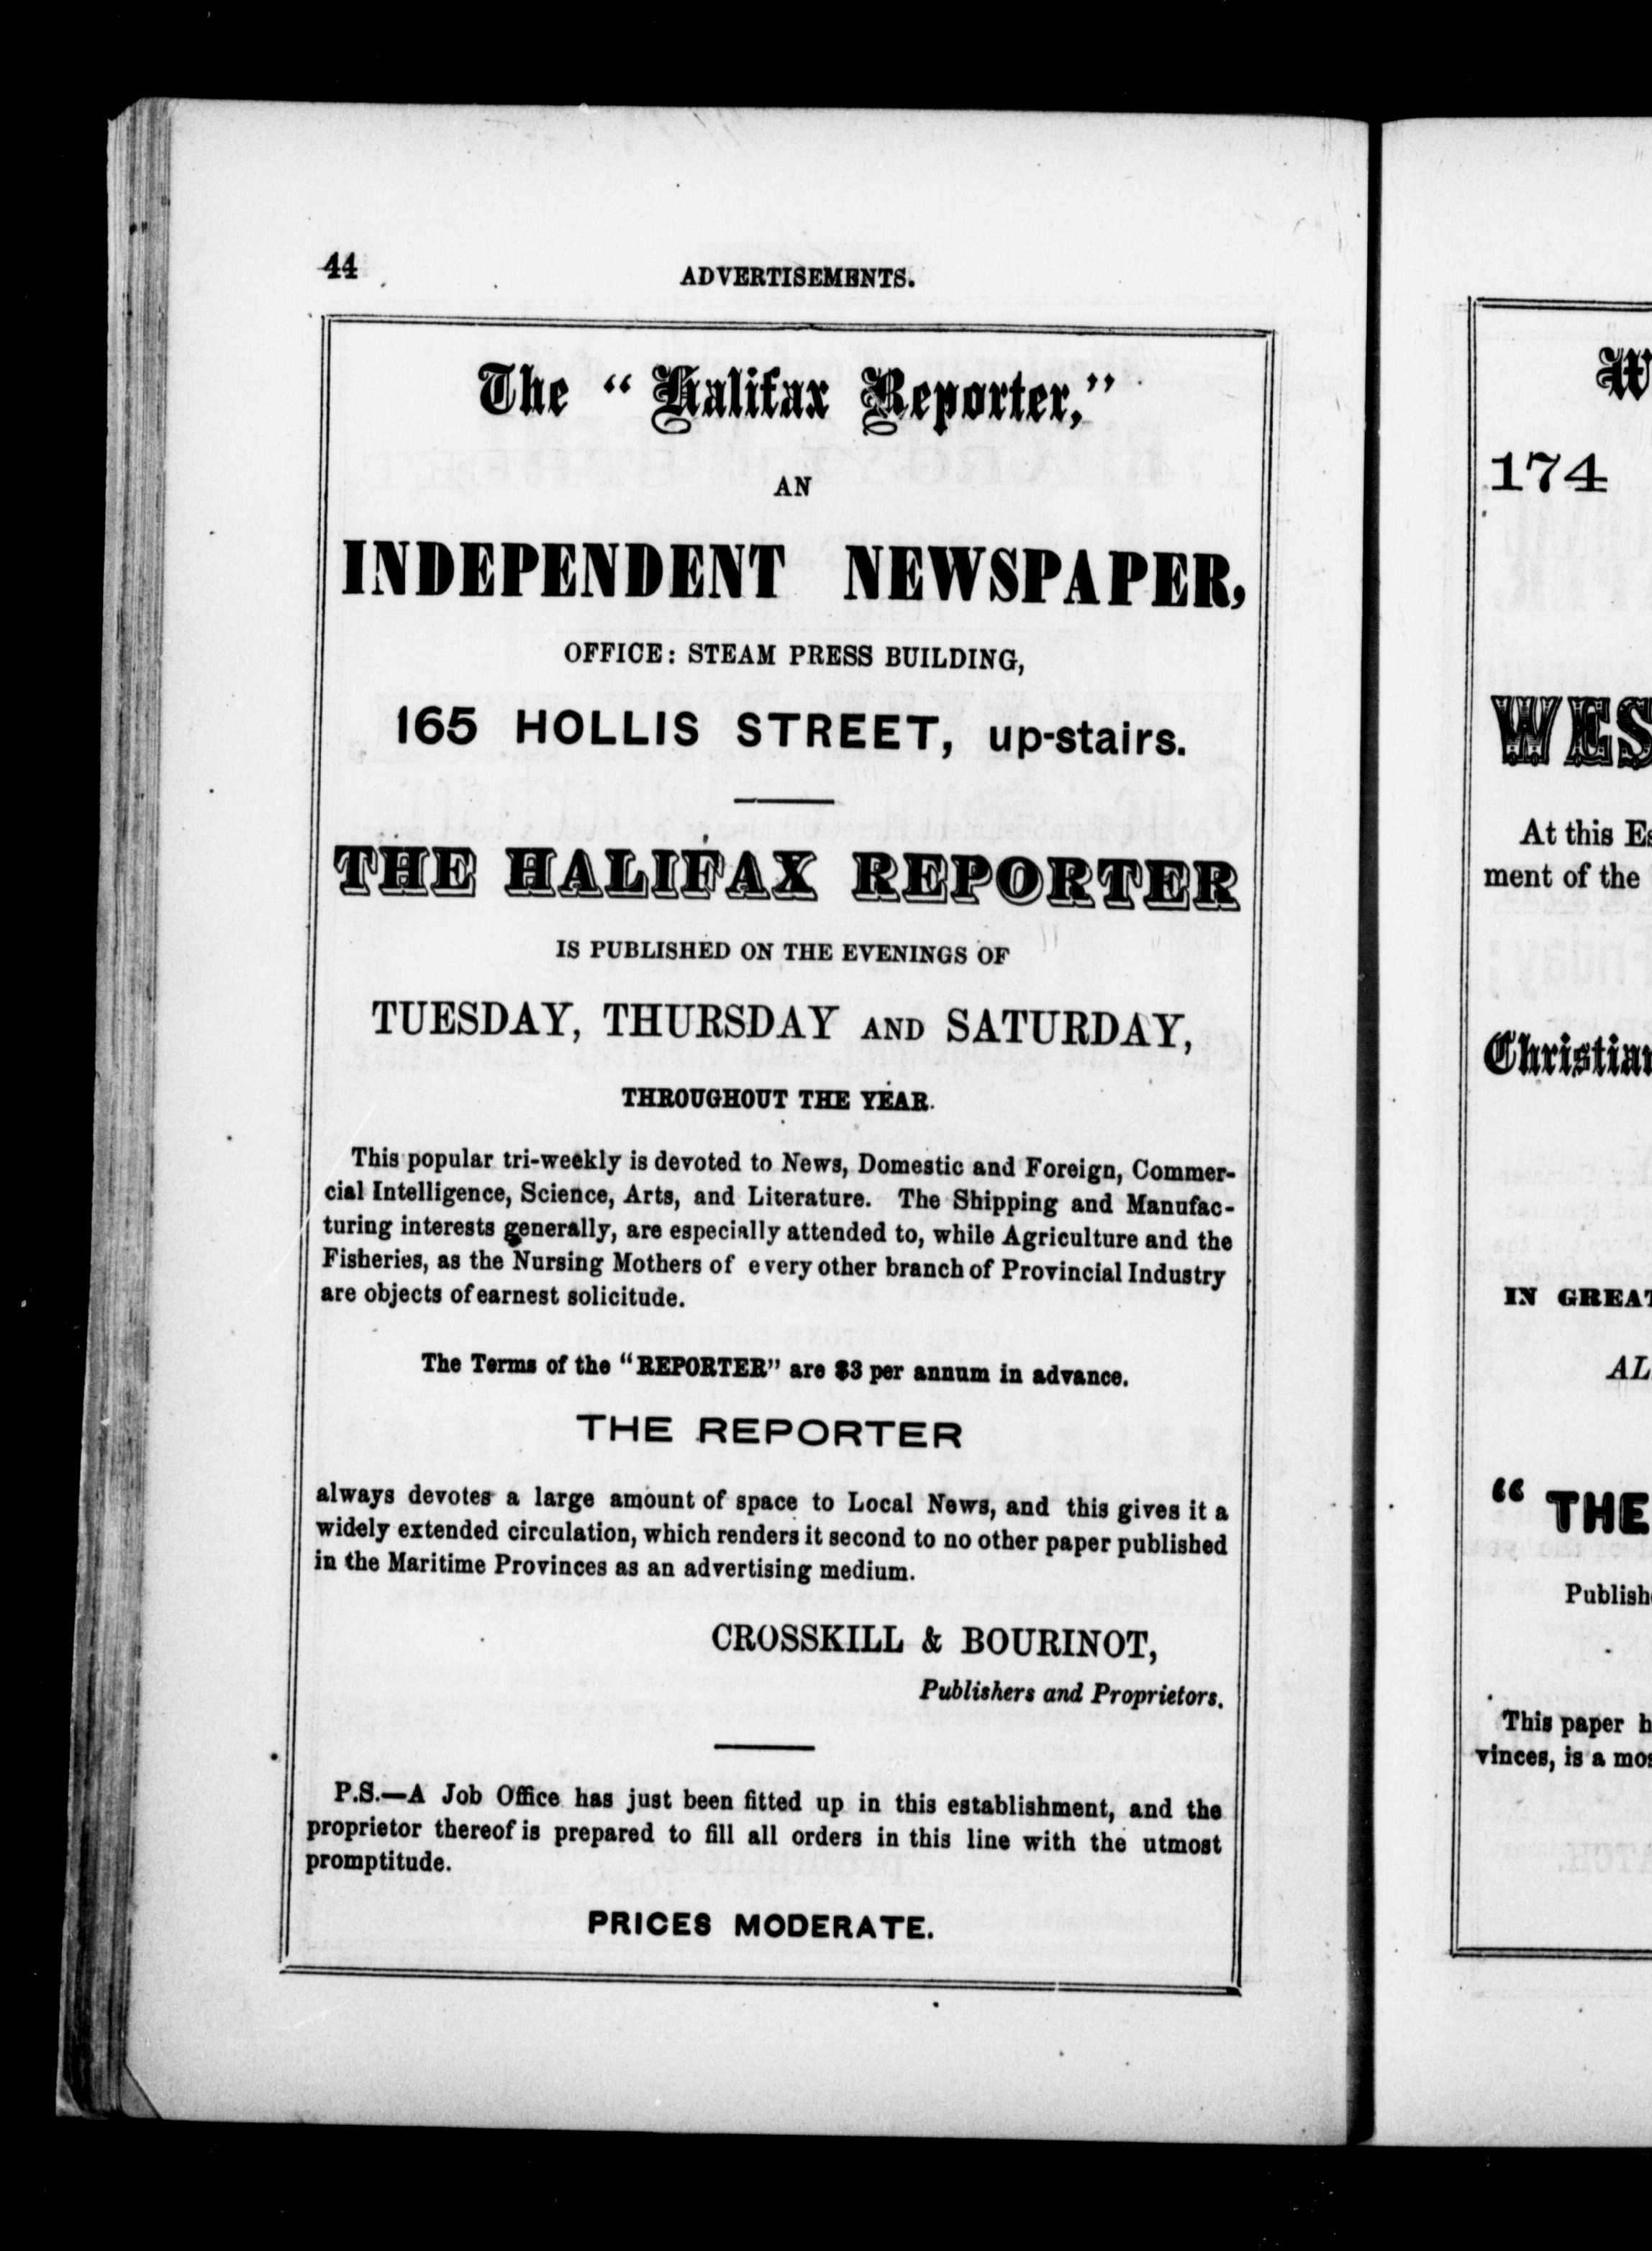 44
ADVERTISEMENTS.
The "Halifax Reporter,"
AN
INDEPENDENT NEWSPAPER,
OFFICE: STEAM PRESS BUILDING,
165 HOLLIS STREET, up-stairs.
THE HALIFAX REPORTER
IS PUBLISHED ON THE EVENINGS OF
TUESDAY, THURSDAY AND SATURDAY,
THROUGHOUT THE YEAR.
This popular tri-weekly is devoted to News, Domestic and Foreign, Commer-
cial Intelligence, Science, Arts, and Literature. The Shipping and Manufac-
turing interests generally, are especially attended to, while Agriculture and the
Fisheries, as the Nursing Mothers of every other branch of Provincial Industry
are objects of earnest solicitude.
The Terms of the "REPORTER" are $3 per annum in advance.
THE REPORTER
always devotes a large amount of space to Local News, and this gives it a
widely extended circulation, which renders it second to no other paper published
in the Maritime Provinces as an advertising medium.
CROSSKILL & BOURINOT,
Publishers and Proprietors.
P.S.—A Job Office has just been fitted up in this establishment, and the
proprietor thereof is prepared to fill all orders in this line with the utmost
promptitude.
PRICES MODERATE.
174
WES
At this Es
ment of the
Christian
IN GREAT
AL
"THE
Publish
This paper h
vinces, is a mos